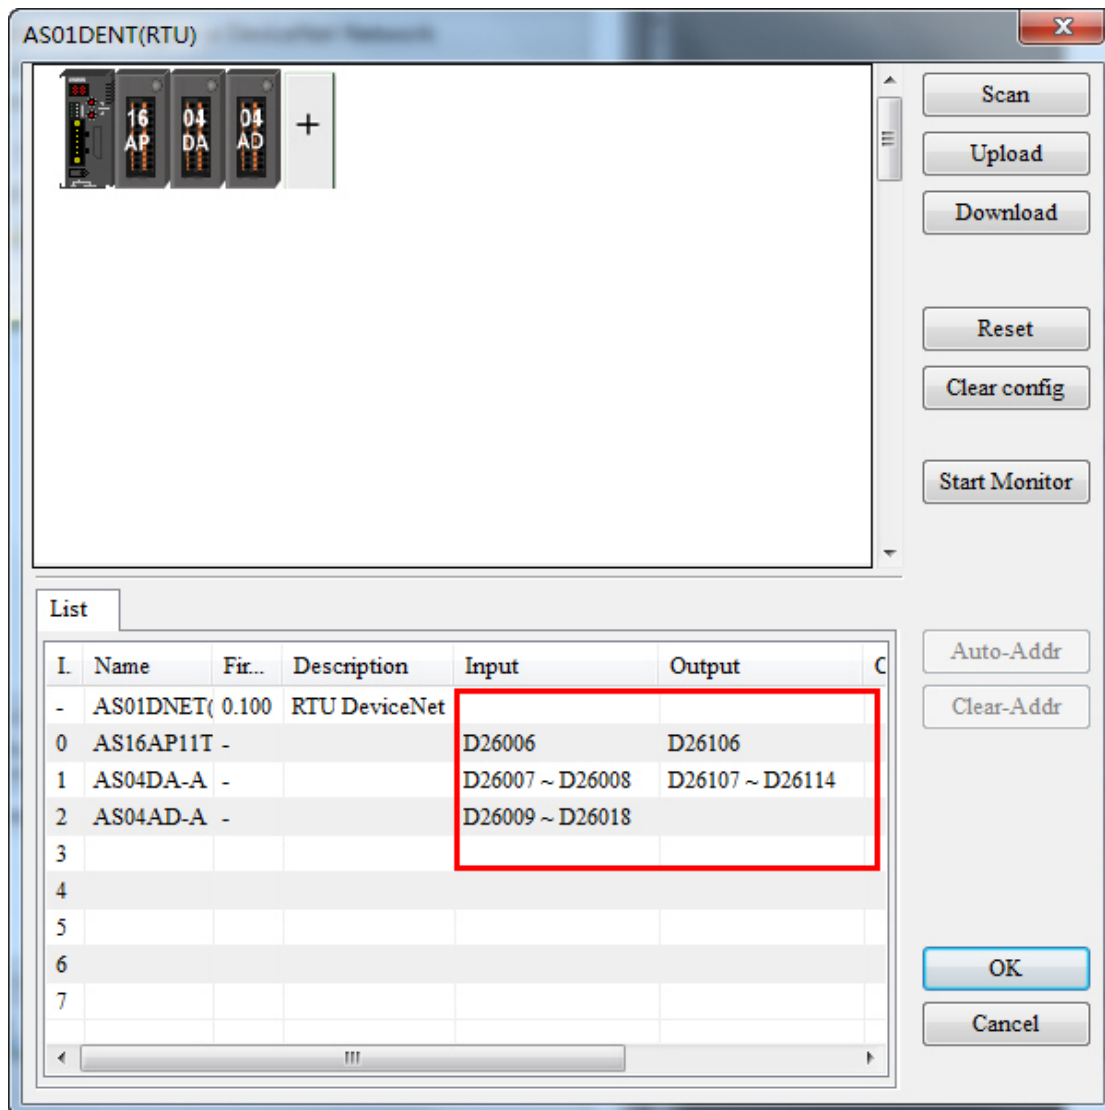 AS01DENT(RTU)
16 AP
04 DA
04 AD
+
Scan
Upload
Download
Reset
Clear config
Start Monitor
List
Auto-Addr
Clear-Addr
I. Name Fir... Description Input Output C
- AS01DNET( 0.100 RTU DeviceNet
0 AS16AP11T - D26006 D26106
1 AS04DA-A - D26007 ~ D26008 D26107 ~ D26114
2 AS04AD-A - D26009 ~ D26018
3
4
5
6
7
OK
Cancel